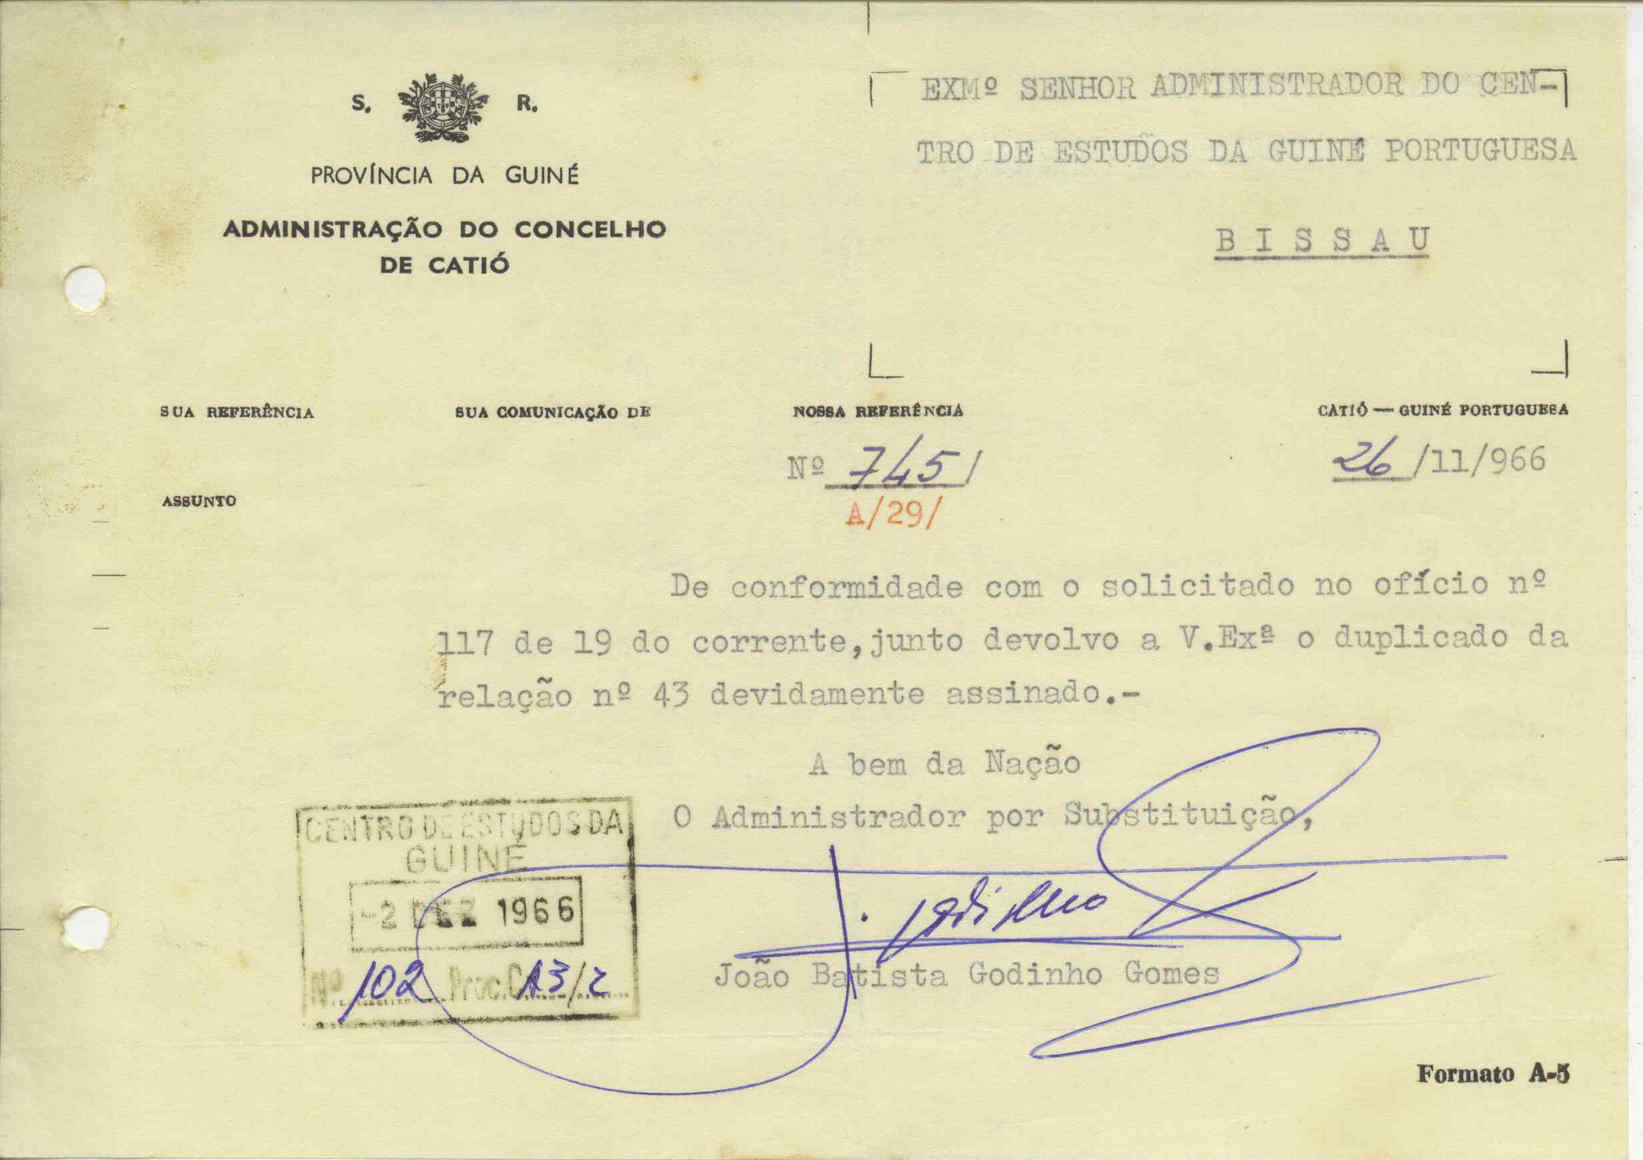 S. R.
PROVÍNCIA DA GUINÉ
ADMINISTRAÇÃO DO CONCELHO
DE CATIÓ
EXMº SENHOR ADMINISTRADOR DO CEN-
TRO DE ESTUDOS DA GUINÉ PORTUGUESA
BISSAU
SUA REFERÊNCIA
SUA COMUNICAÇÃO DE
NOSSA REFERÊNCIA
CATIÓ — GUINÉ PORTUGUESA
Nº 745/
26/11/966
A/29/
ASSUNTO
De conformidade com o solicitado no ofício nº
117 de 19 do corrente, junto devolvo a V.Exª o duplicado da
relação nº 43 devidamente assinado.-
A bem da Nação
O Administrador por Substituição,
João Batista Godinho Gomes
CENTRO DE ESTUDOS DA
GUINÉ
-2 DEZ 1966
Nº 102 Proc. A3/2
Formato A-5